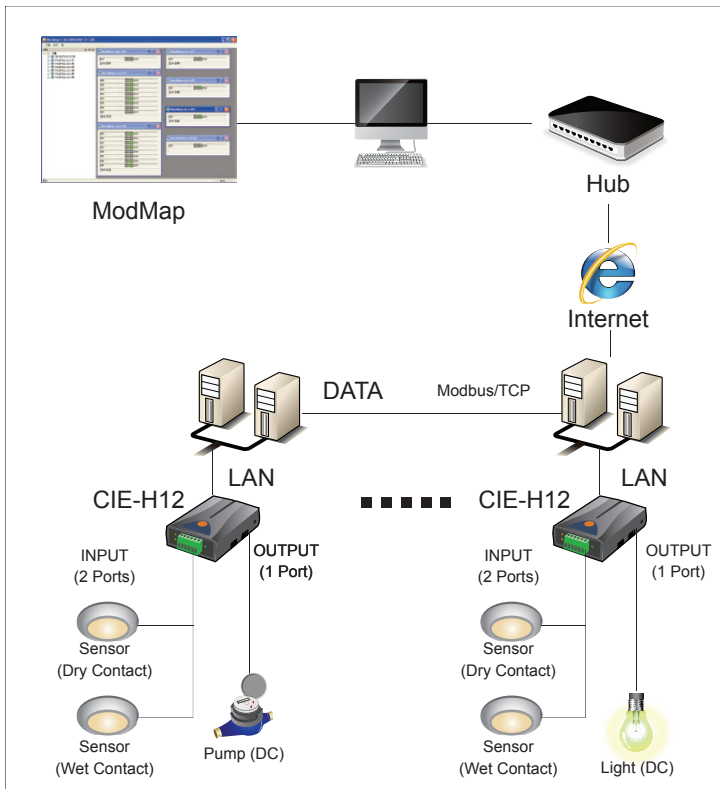 ModMap
Hub
Internet
DATA
Modbus/TCP
LAN
LAN
CIE-H12
CIE-H12
INPUT
(2 Ports)
OUTPUT
(1 Port)
INPUT
(2 Ports)
OUTPUT
(1 Port)
Sensor
(Dry Contact)
Sensor
(Dry Contact)
Sensor
(Wet Contact)
Pump (DC)
Sensor
(Wet Contact)
Light (DC)